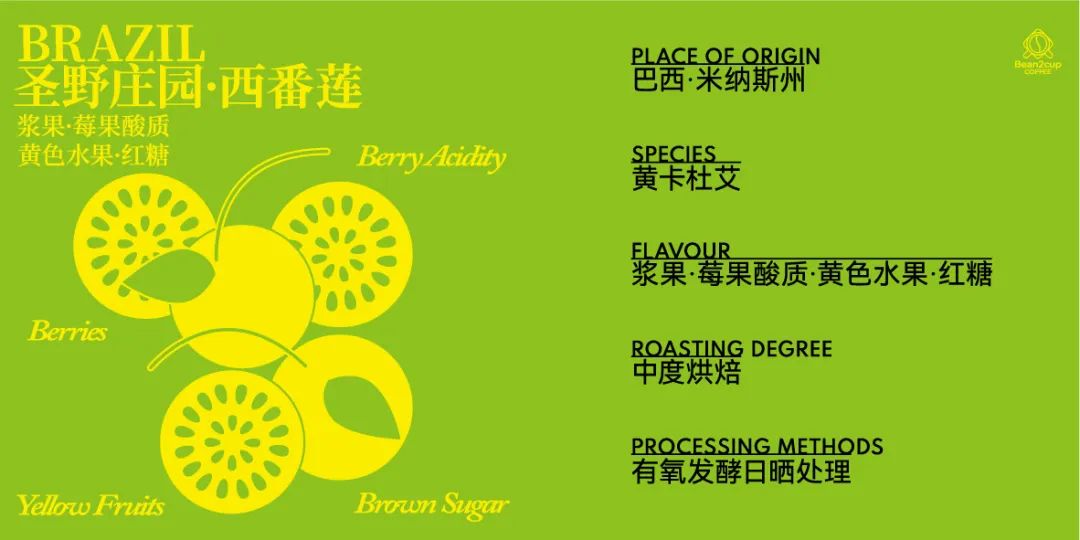 BRAZIL
圣野庄园·西番莲
浆果·莓果酸质
黄色水果·红糖
Berry Acidity
Berries
Yellow Fruits
Brown Sugar
PLACE OF ORIGIN
巴西·米纳斯州
SPECIES
黄卡杜艾
FLAVOUR
浆果·莓果酸质·黄色水果·红糖
ROASTING DEGREE
中度烘焙
PROCESSING METHODS
有氧发酵日晒处理
Bean2cup
COFFEE